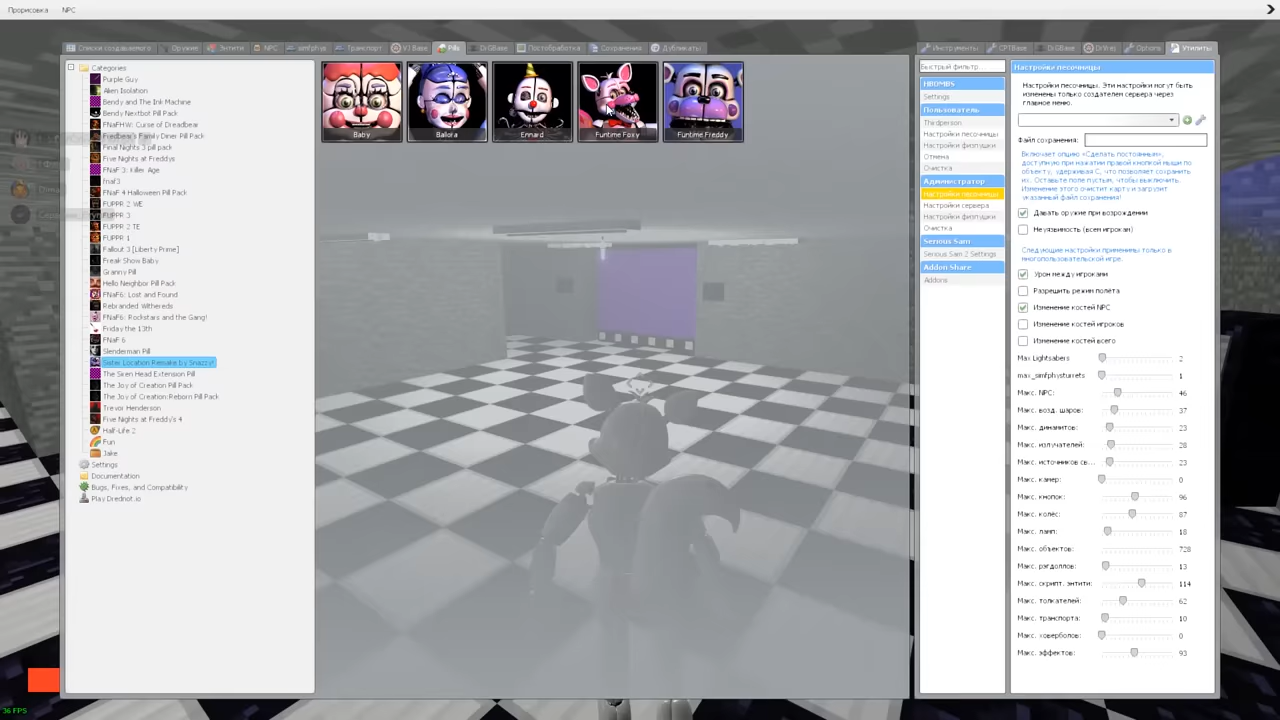 Прорисовка NPC
Списки создаваемого Оружие Энтити NPC simfphys Транспорт VJ Base Pills DrGBase Постобработка Сохранения Дубликаты
Инструменты CPTBase DrGBase DrVrej Options Утилиты
Categories
Purple Guy
Alien Isolation
Bendy and The Ink Machine
Bendy Nextbot Pill Pack
FNaFHW: Curse of Dreadbear
Fredbear's Family Diner Pill Pack
Final Nights 3 pill pack
Five Nights at Freddys
FNAF 3: Killer Age
fnaf3
FNAF 4 Halloween Pill Pack
FUPPR 2 WE
FUPPR 3
FUPPR 2 TE
FUPPR 1
Fallout 3 [Liberty Prime]
Freak Show Baby
Granny Pill
Hello Neighbor Pill Pack
FNaF6: Lost and Found
Rebranded Withereds
FNaF6: Rockstars and the Gang!
Friday the 13th
FNAF 6
Slenderman Pill
Sister Location Remake by Snazzy!
The Siren Head Extension Pill
The Joy of Creation Pill Pack
The Joy of Creation:Reborn Pill Pack
Trevor Henderson
Five Nights at Freddy's 4
Half-Life 2
Fun
Jake
Settings
Documentation
Bugs, Fixes, and Compatibility
Play Drednot.io
Baby
Ballora
Ennard
Funtime Foxy
Funtime Freddy
Быстрый фильтр ...
HBOMBS
Settings
Пользователь
Thirdperson
Настройки песочницы
Настройки физпушки
Отмена
Очистка
Администратор
Настройки песочницы
Настройки сервера
Настройки физпушки
Очистка
Serious Sam
Serious Sam 2 Settings
Addon Share
Addons
Настройки песочницы
Настройки песочницы. Эти настройки могут быть
изменены только создателем сервера через
главное меню.
Файл сохранения:
Включает опцию «Сделать постоянным»,
доступную при нажатии правой кнопкой мыши по
объекту, удерживая C, что позволяет сохранить
их. Оставьте поле пустым, чтобы выключить.
Изменение этого очистит карту и загрузит
указанный файл сохранения!
Давать оружие при возрождении
Неуязвимость (всем игрокам)
Следующие настройки применимы только в
многопользовательской игре.
Урон между игроками
Разрешить режим полёта
Изменение костей NPC
Изменение костей игроков
Изменение костей всего
Max Lightsabers 2
max_simfphysturrets 1
Макс. NPC: 46
Макс. возд. шаров: 37
Макс. динамитов: 23
Макс. излучателей: 28
Макс. источников св... 23
Макс. камер: 0
Макс. кнопок: 96
Макс. колёс: 87
Макс. ламп: 18
Макс. объектов: 728
Макс. рэгдоллов: 13
Макс. скрипт. энтити: 114
Макс. толкателей: 62
Макс. транспорта: 10
Макс. ховерболов: 0
Макс. эффектов: 93
36 FPS